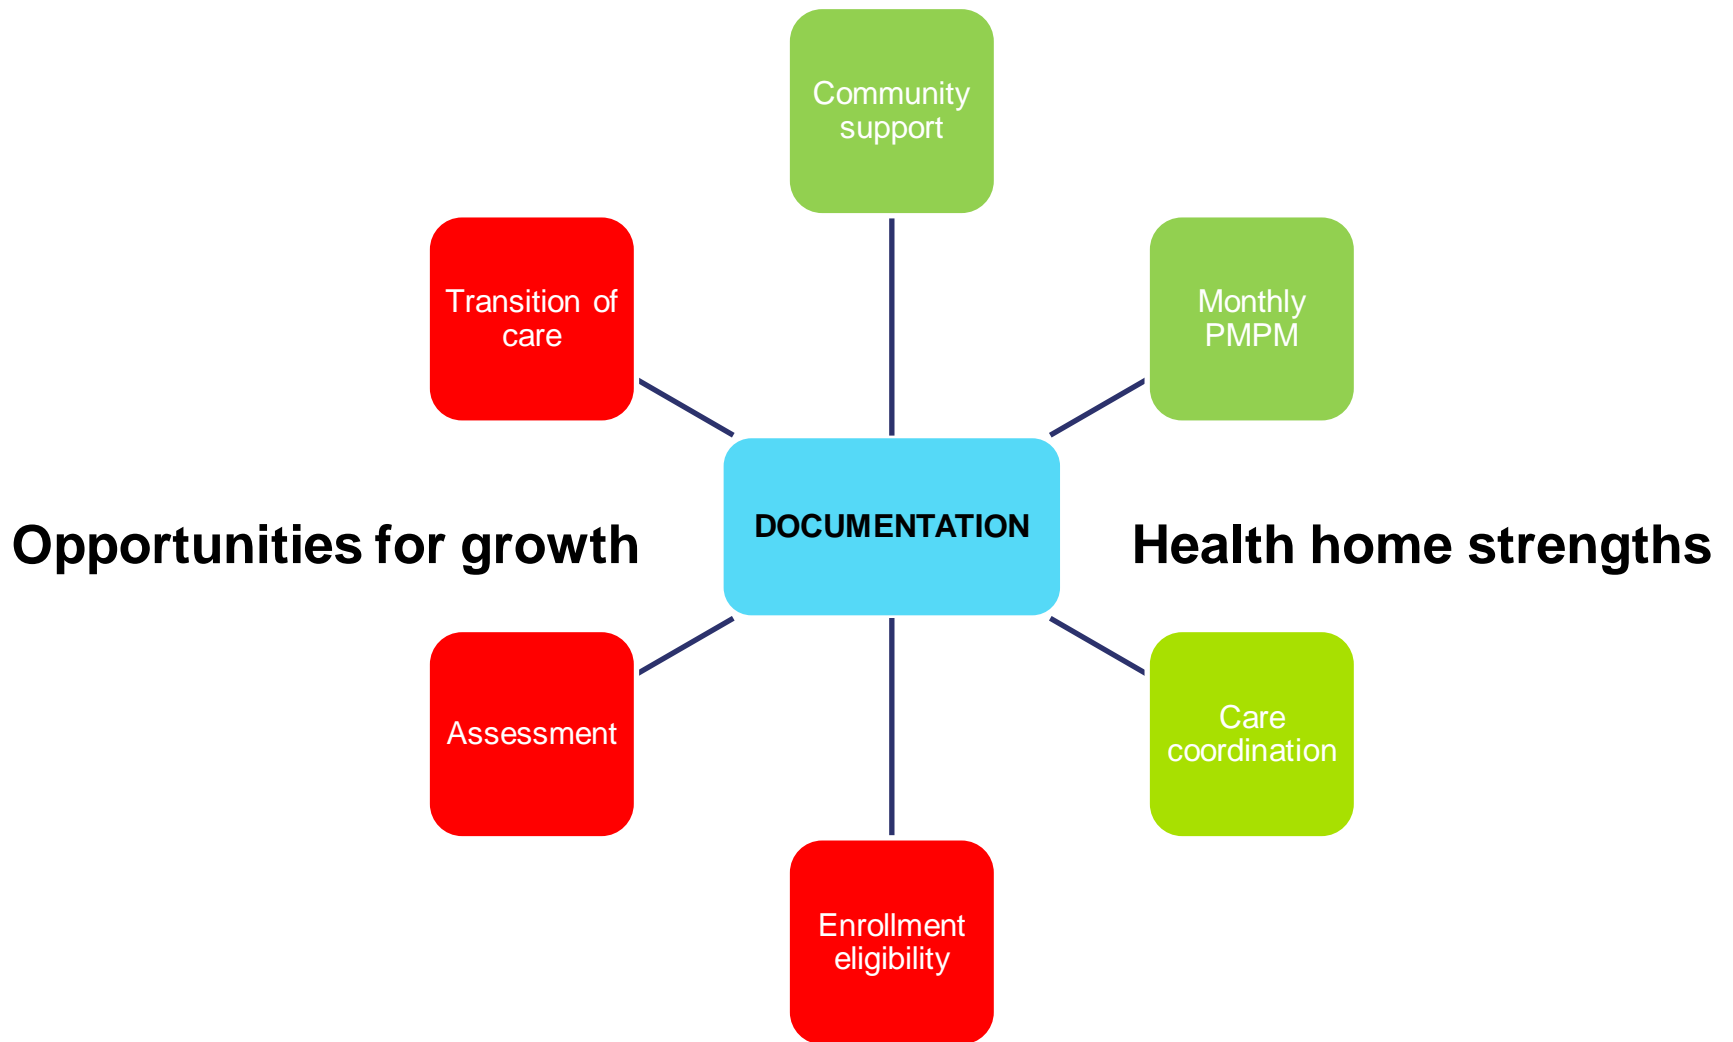 Community
support
Transition of
care
Monthly
PMPM
Opportunities for growth
DOCUMENTATION
Health home strengths
Assessment
Care
coordination
Enrollment
eligibility